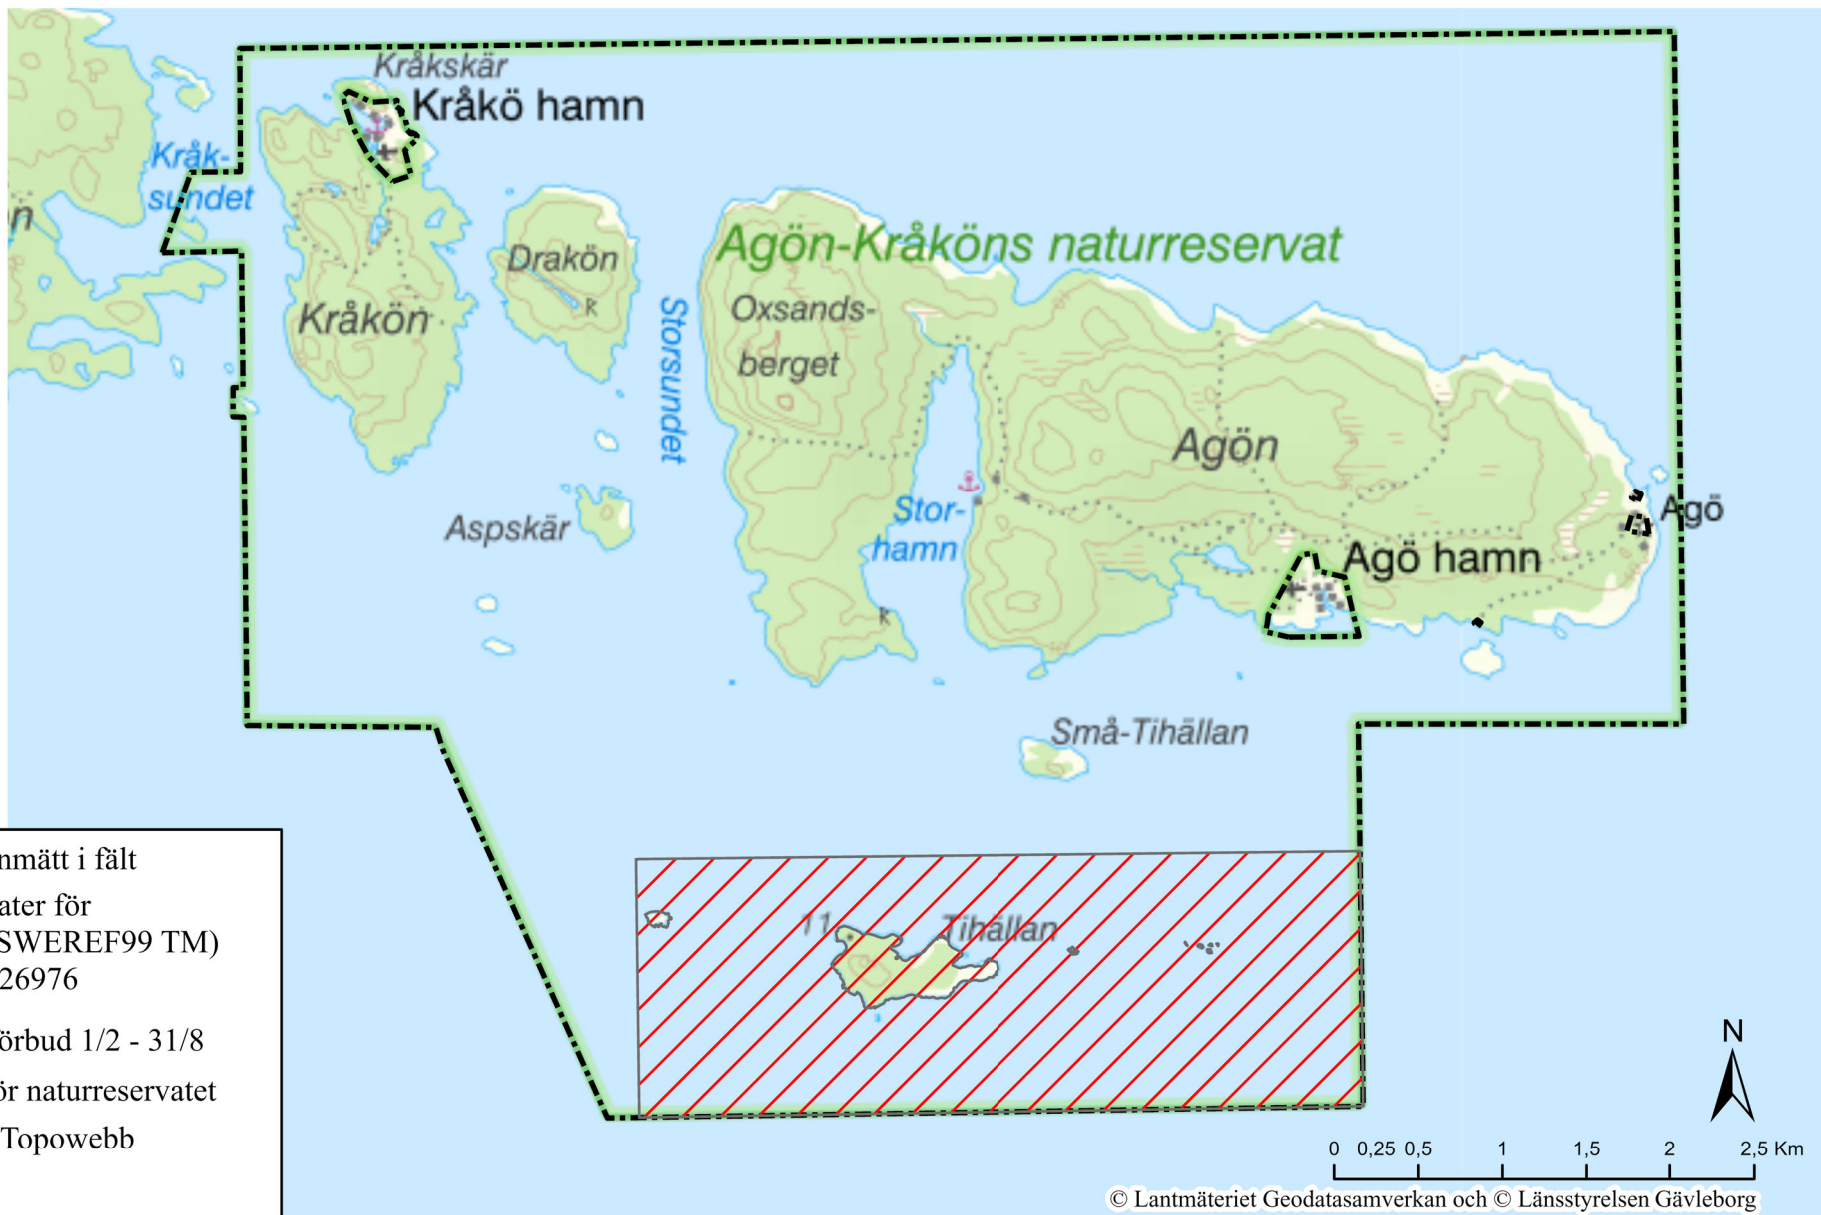 Kråkskär
Kråkö hamn
Kråk-
sundet
Drakön
Kråkön
Agön-Kråköns naturreservat
Oxsands-
berget
Storsundet
Agön
Aspskär
Stor-
hamn
Agö
Agö hamn
Små-Tihällan
11
Tihällan
nmätt i fält
ater för
SWEREF99 TM)
26976
örbud 1/2 - 31/8
ör naturreservatet
Topowebb
N
0 0,25 0,5 1 1,5 2 2,5 Km
© Lantmäteriet Geodatasamverkan och © Länsstyrelsen Gävleborg